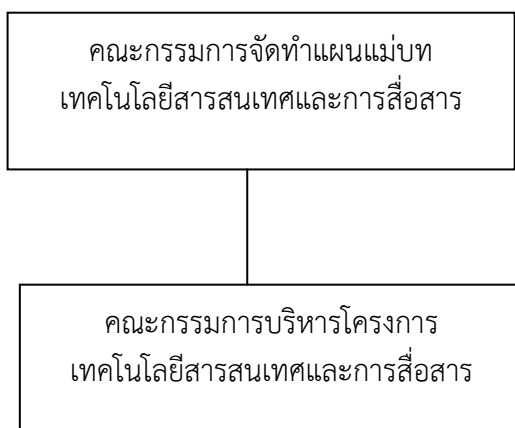 คณะกรรมการจัดทำแผนแม่บท
เทคโนโลยีสารสนเทศและการสื่อสาร
คณะกรรมการบริหารโครงการ
เทคโนโลยีสารสนเทศและการสื่อสาร